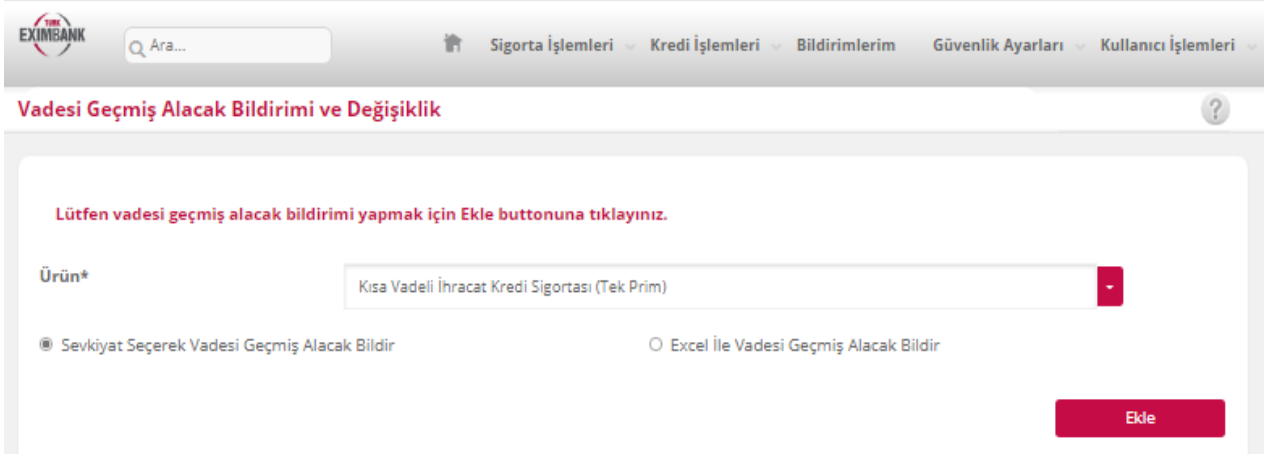 TURK
EXIMBANK
Ara...
Sigorta İşlemleri
Kredi İşlemleri
Bildirimlerim
Güvenlik Ayarları
Kullanıcı İşlemleri
Vadesi Geçmiş Alacak Bildirimi ve Değişiklik
?
Lütfen vadesi geçmiş alacak bildirimi yapmak için Ekle buttonuna tıklayınız.
Ürün*
Kısa Vadeli İhracat Kredi Sigortası (Tek Prim)
Sevkiyat Seçerek Vadesi Geçmiş Alacak Bildir
Excel İle Vadesi Geçmiş Alacak Bildir
Ekle